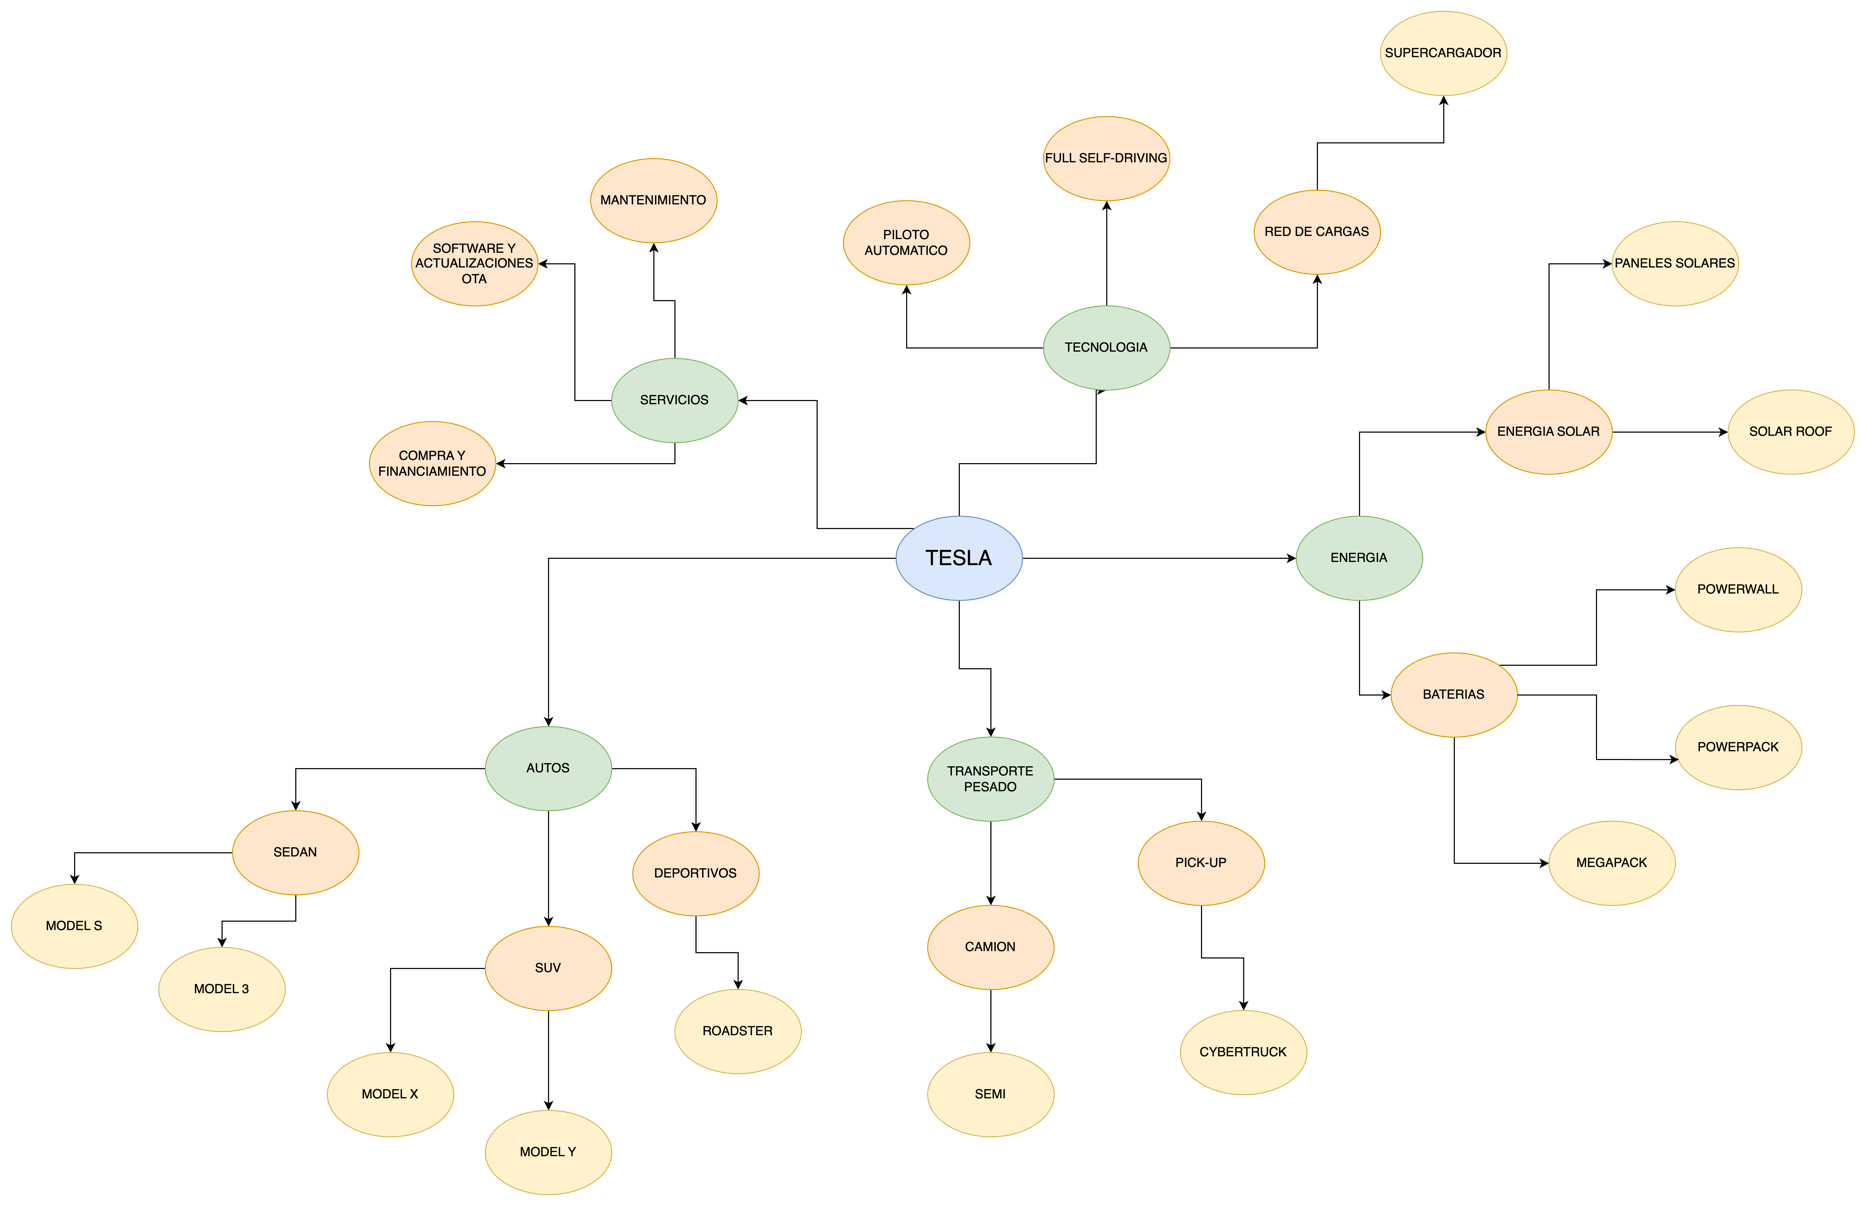 SUPERCARGADOR
FULL SELF-DRIVING
MANTENIMIENTO
RED DE CARGAS
PILOTO
AUTOMATICO
SOFTWARE Y
ACTUALIZACIONES
OTA
PANELES SOLARES
TECNOLOGIA
SERVICIOS
ENERGIA SOLAR
SOLAR ROOF
COMPRA Y
FINANCIAMIENTO
TESLA
ENERGIA
POWERWALL
BATERIAS
POWERPACK
AUTOS
TRANSPORTE
PESADO
SEDAN
PICK-UP
MEGAPACK
DEPORTIVOS
MODEL S
CAMION
SUV
MODEL 3
ROADSTER
CYBERTRUCK
MODEL X
SEMI
MODEL Y